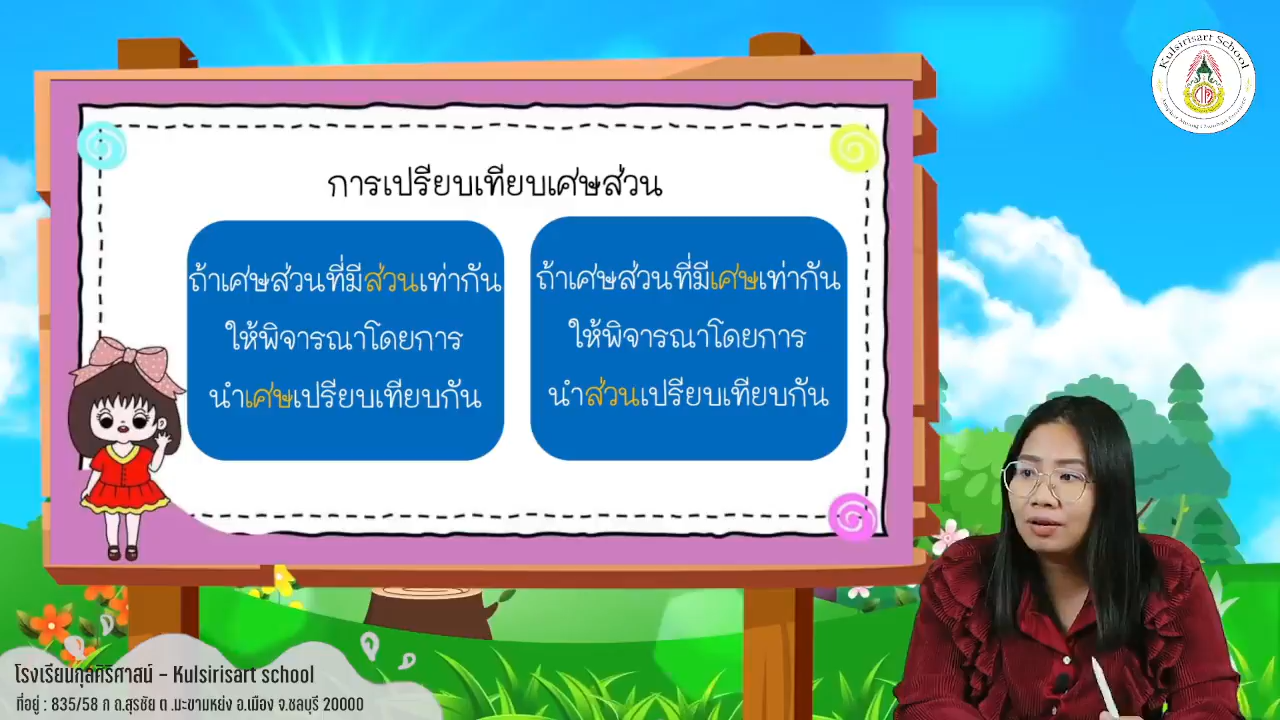 Kulsirisart School
การเปรียบเทียบเศษส่วน
ถ้าเศษส่วนที่มีส่วนเท่ากัน
ให้พิจารณาโดยการ
นำเศษเปรียบเทียบกัน
ถ้าเศษส่วนที่มีเศษเท่ากัน
ให้พิจารณาโดยการ
นำส่วนเปรียบเทียบกัน
โรงเรียนกุลศิริศาสน์ - Kulsirisart school
ที่อยู่ : 835/58 ก ถ.สุรชัย ต .มะขามหย่ง อ.เมือง จ.ชลบุรี 20000